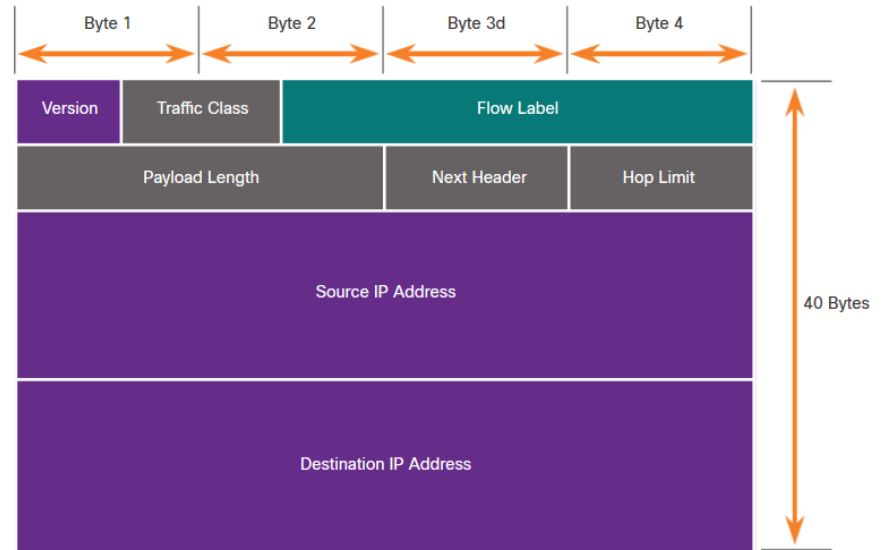 Byte 1 Byte 2 Byte 3d Byte 4
Version Traffic Class Flow Label
Payload Length Next Header Hop Limit
Source IP Address
40 Bytes
Destination IP Address